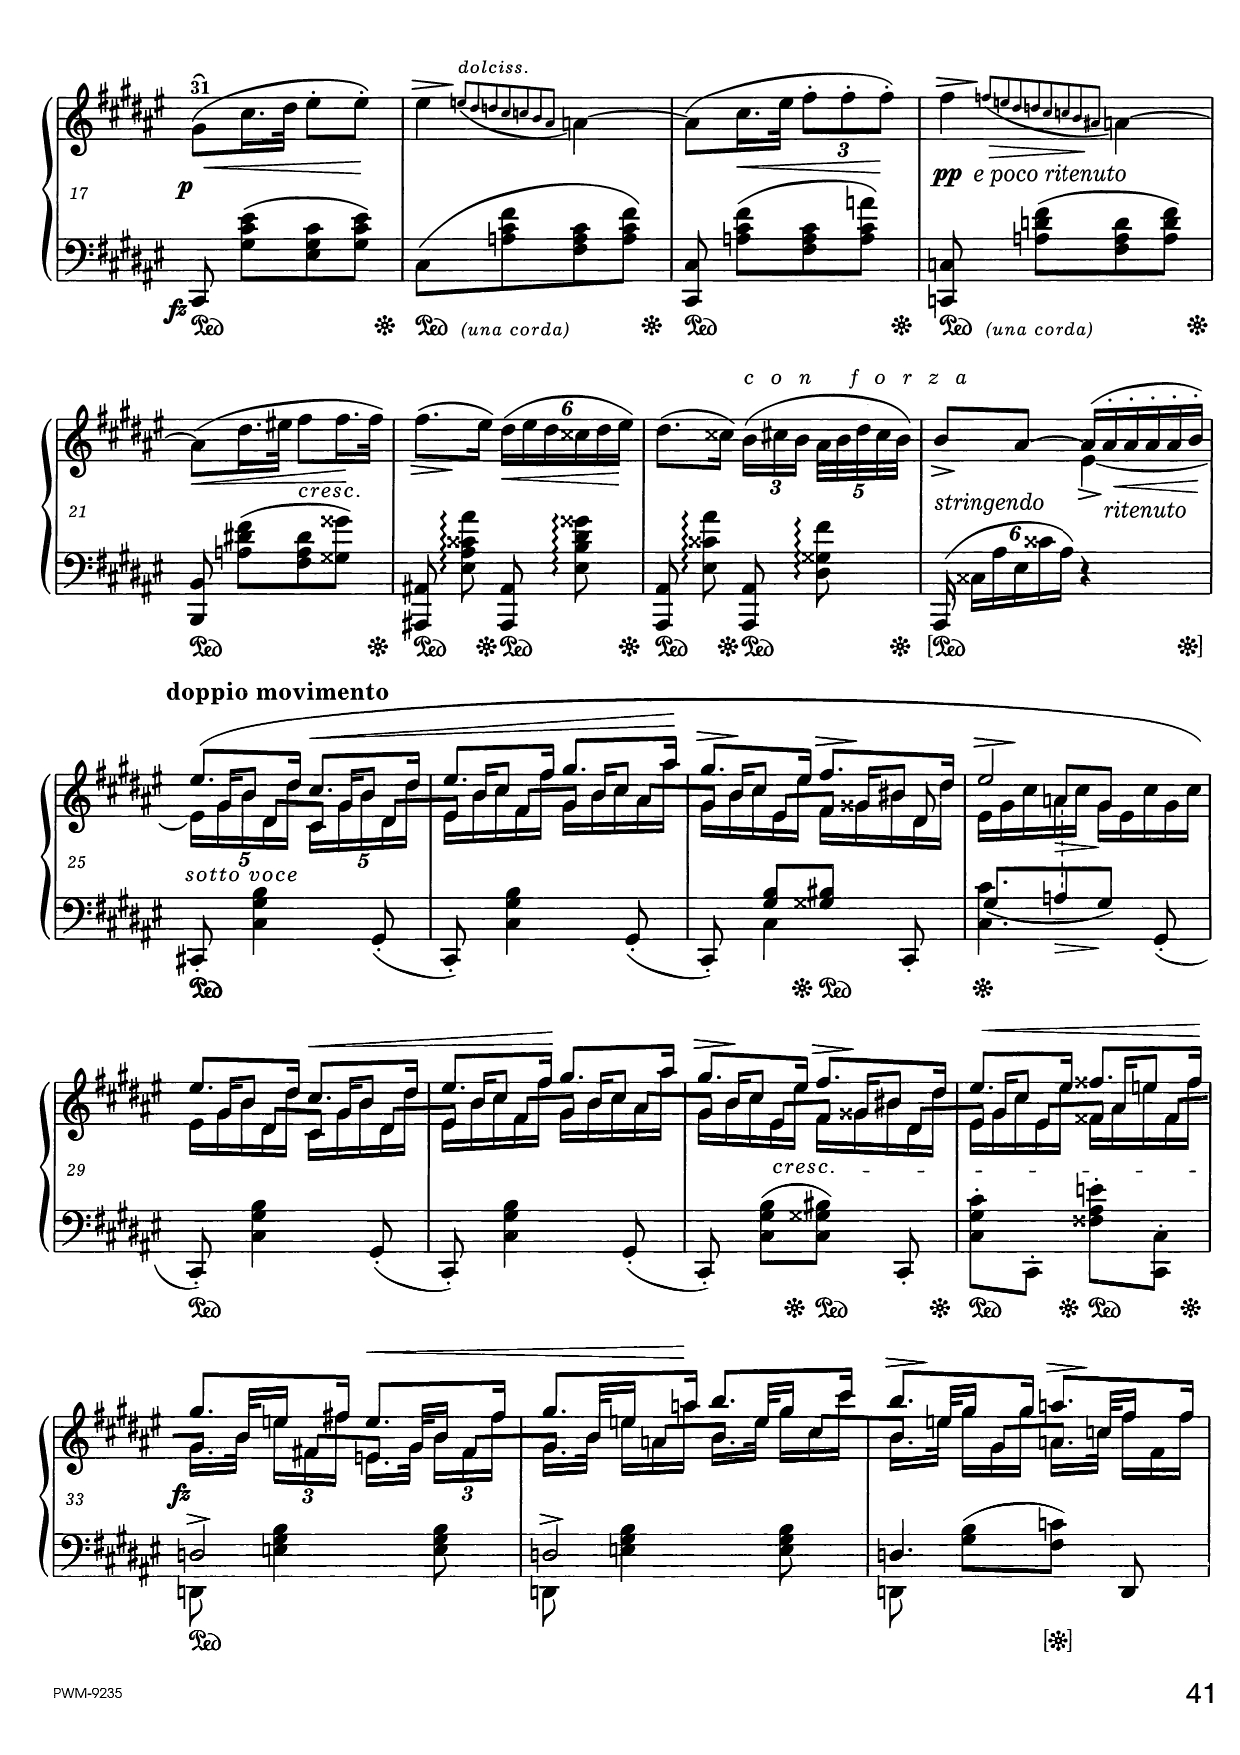 dolciss.
31
3
p
17
pp e poco ritenuto
fz
Ped
Ped (una corda)
Ped
Ped (una corda)
con forza
6
3
5
cresc.
21
stringendo
ritenuto
6
Ped
Ped
Ped
Ped
Ped
[Ped
]
doppio movimento
5
5
25
sotto voce
Ped
Ped
29
cresc.
Ped
Ped
Ped
Ped
3
3
fz
33
Ped
[ ]
PWM-9235
41